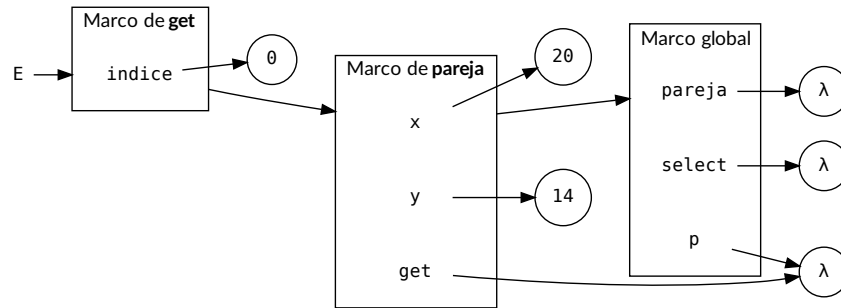 Marco de get
E
indice
0
Marco de pareja
x
20
y
14
get
Marco global
pareja
λ
select
λ
p
λ